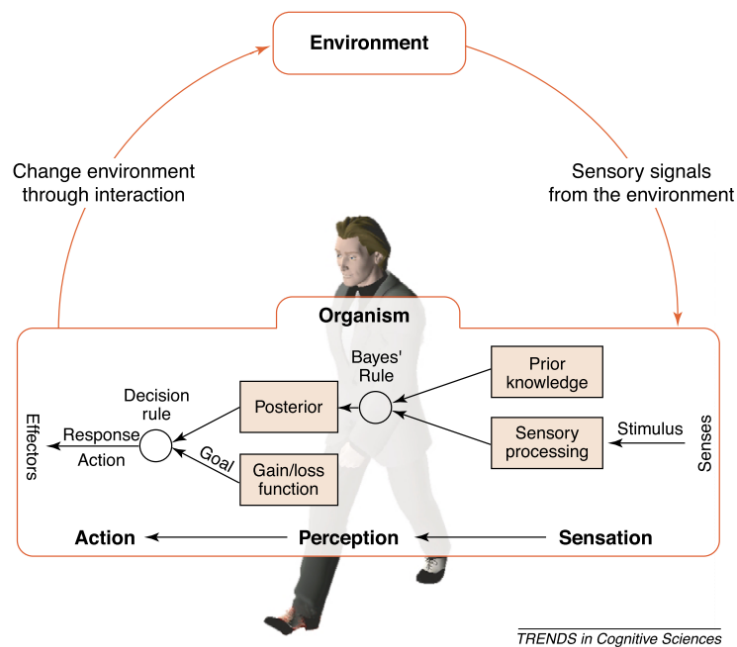 Environment
Change environment
through interaction
Sensory signals
from the environment
Organism
Bayes'
Rule
Prior
knowledge
Decision
rule
Posterior
Effectors
Response
Action
Goal
Gain/loss
function
Sensory
processing
Stimulus
Senses
Action
Perception
Sensation
TRENDS in Cognitive Sciences